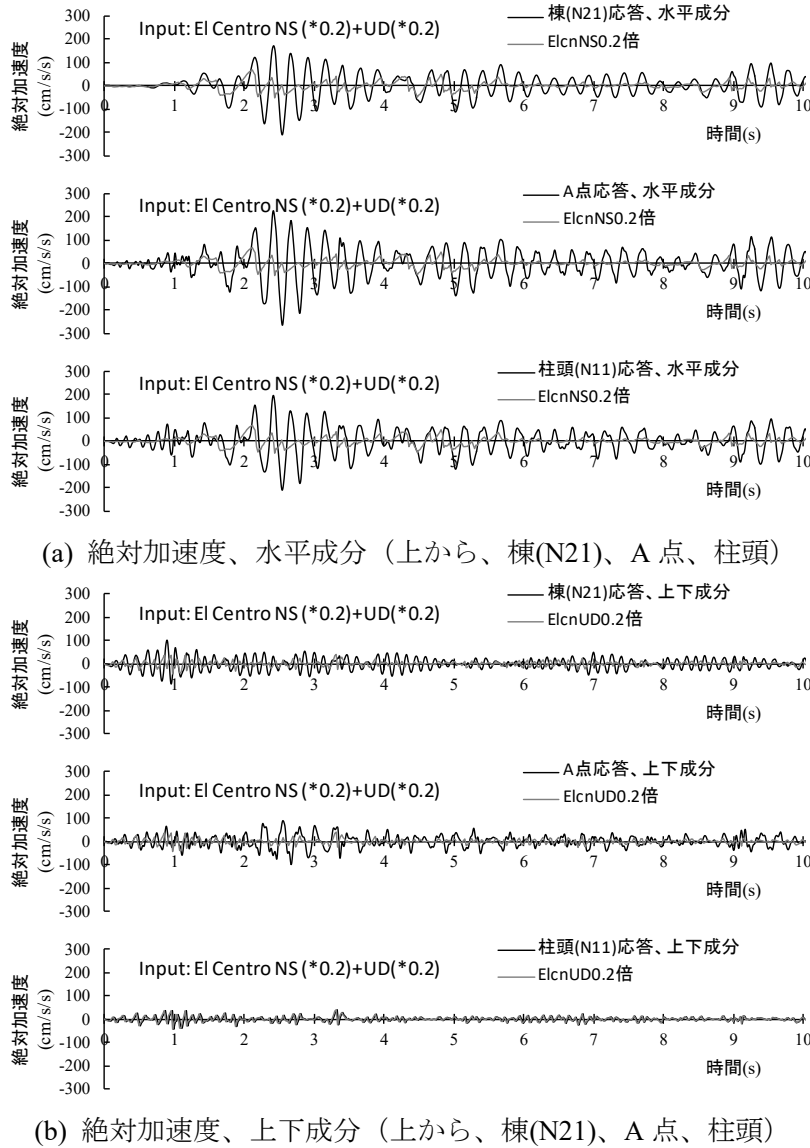 300
200
100
0
-100
-200
-300
絶対加速度
(cm/s/s)
Input: El Centro NS (*0.2)+UD(*0.2)
棟(N21)応答、水平成分
ElcnNS0.2倍
0 1 2 3 4 5 6 7 8 9 10
時間(s)
300
200
100
0
-100
-200
-300
絶対加速度
(cm/s/s)
Input: El Centro NS (*0.2)+UD(*0.2)
A点応答、水平成分
ElcnNS0.2倍
0 1 2 3 4 5 6 7 8 9 10
時間(s)
300
200
100
0
-100
-200
-300
絶対加速度
(cm/s/s)
Input: El Centro NS (*0.2)+UD(*0.2)
柱頭(N11)応答、水平成分
ElcnNS0.2倍
0 1 2 3 4 5 6 7 8 9 10
時間(s)
(a) 絶対加速度、水平成分（上から、棟(N21)、A 点、柱頭）
300
200
100
0
-100
-200
-300
絶対加速度
(cm/s/s)
Input: El Centro NS (*0.2)+UD(*0.2)
棟(N21)応答、上下成分
ElcnUD0.2倍
0 1 2 3 4 5 6 7 8 9 10
時間(s)
300
200
100
0
-100
-200
-300
絶対加速度
(cm/s/s)
Input: El Centro NS (*0.2)+UD(*0.2)
A点応答、上下成分
ElcnUD0.2倍
0 1 2 3 4 5 6 7 8 9 10
時間(s)
300
200
100
0
-100
-200
-300
絶対加速度
(cm/s/s)
Input: El Centro NS (*0.2)+UD(*0.2)
柱頭(N11)応答、上下成分
ElcnUD0.2倍
0 1 2 3 4 5 6 7 8 9 10
時間(s)
(b) 絶対加速度、上下成分（上から、棟(N21)、A 点、柱頭）